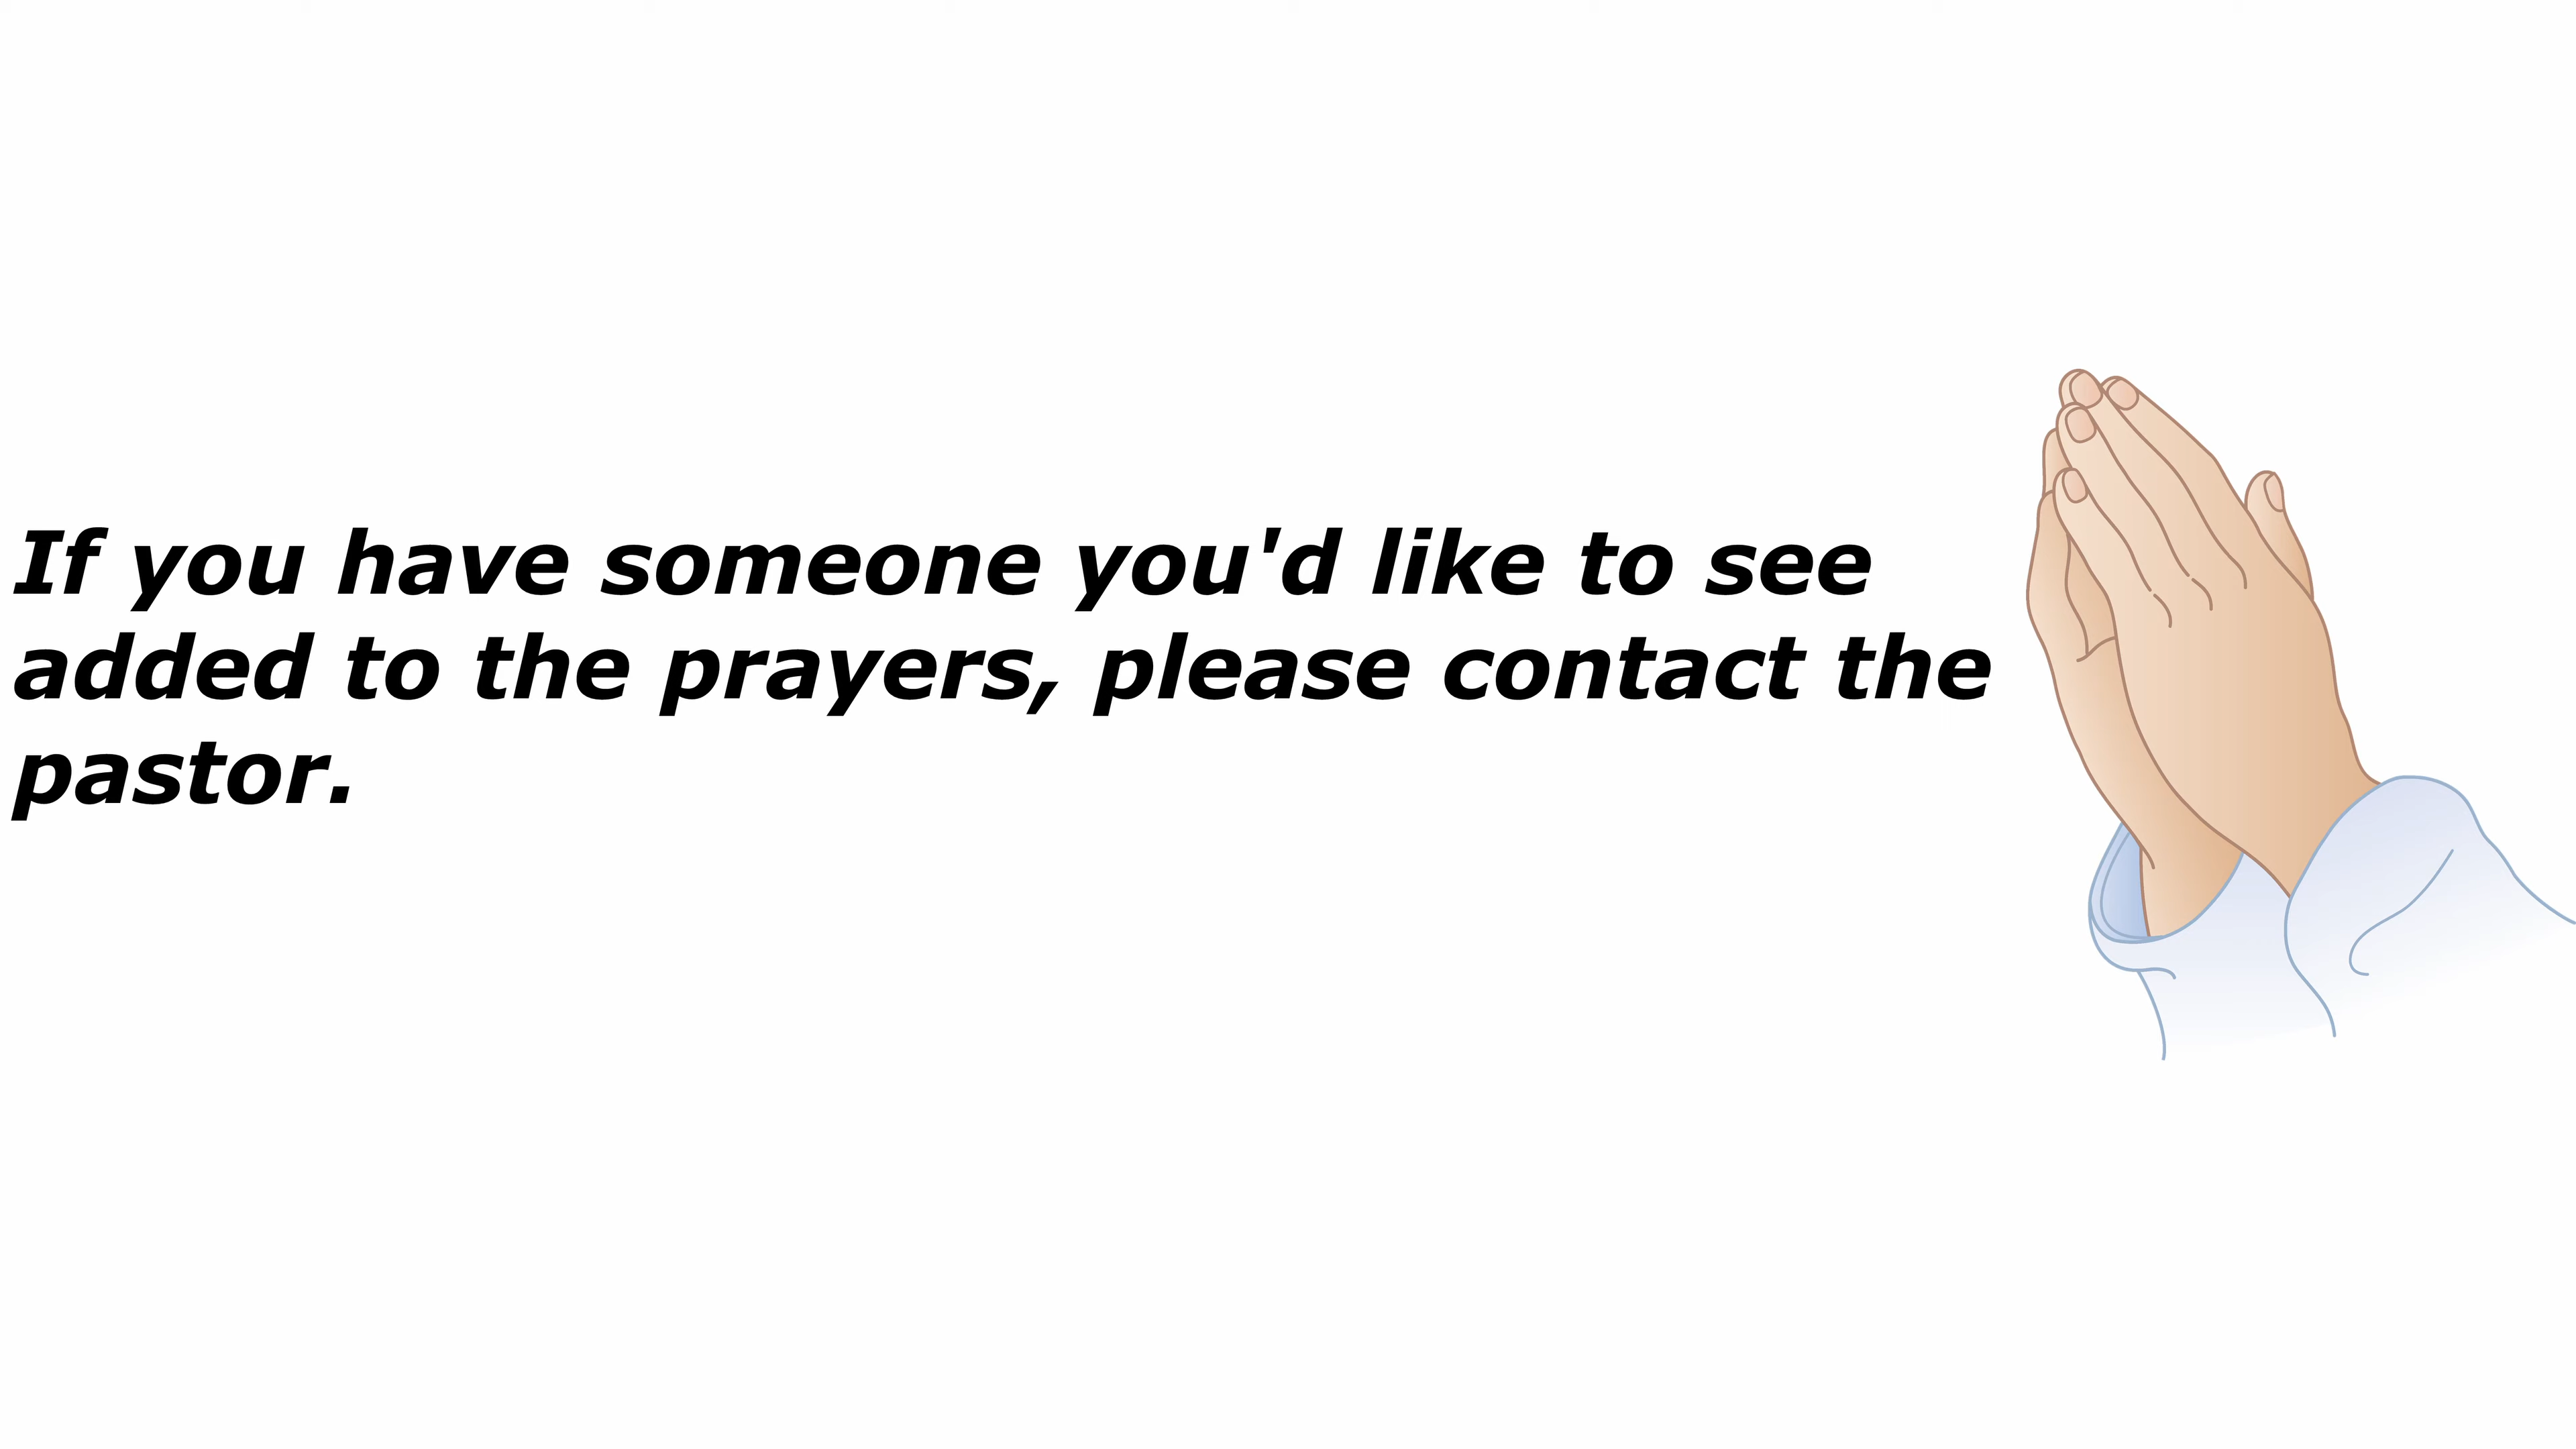 If you have someone you'd like to see
added to the prayers, please contact the
pastor.